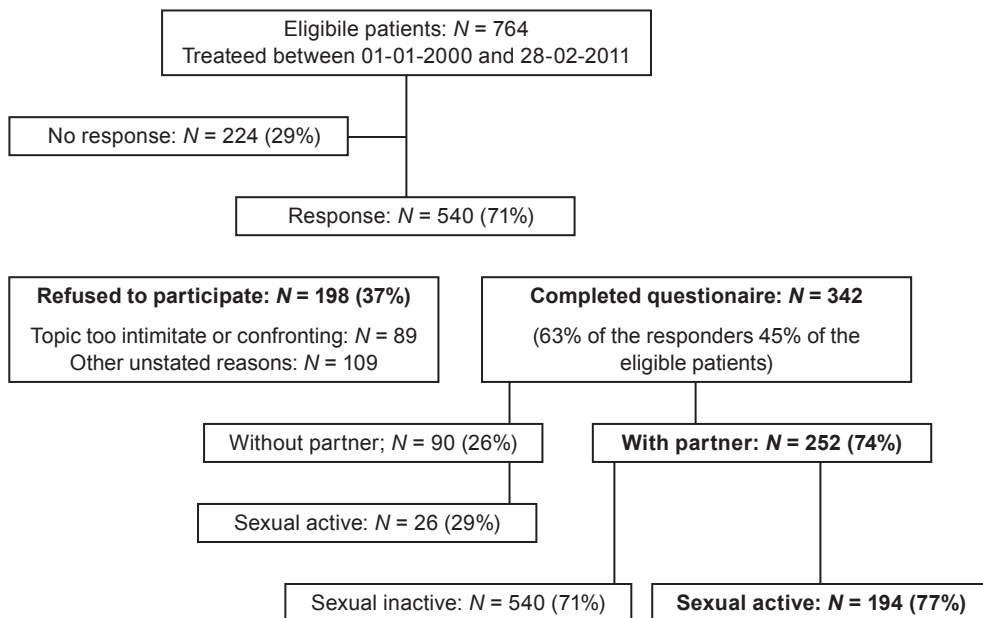 Eligibile patients: N = 764
Treateed between 01-01-2000 and 28-02-2011
No response: N = 224 (29%)
Response: N = 540 (71%)
Refused to participate: N = 198 (37%)
Topic too intimitate or confronting: N = 89
Other unstated reasons: N = 109
Completed questionaire: N = 342
(63% of the responders 45% of the
eligible patients)
Without partner; N = 90 (26%)
With partner: N = 252 (74%)
Sexual active: N = 26 (29%)
Sexual inactive: N = 540 (71%)
Sexual active: N = 194 (77%)